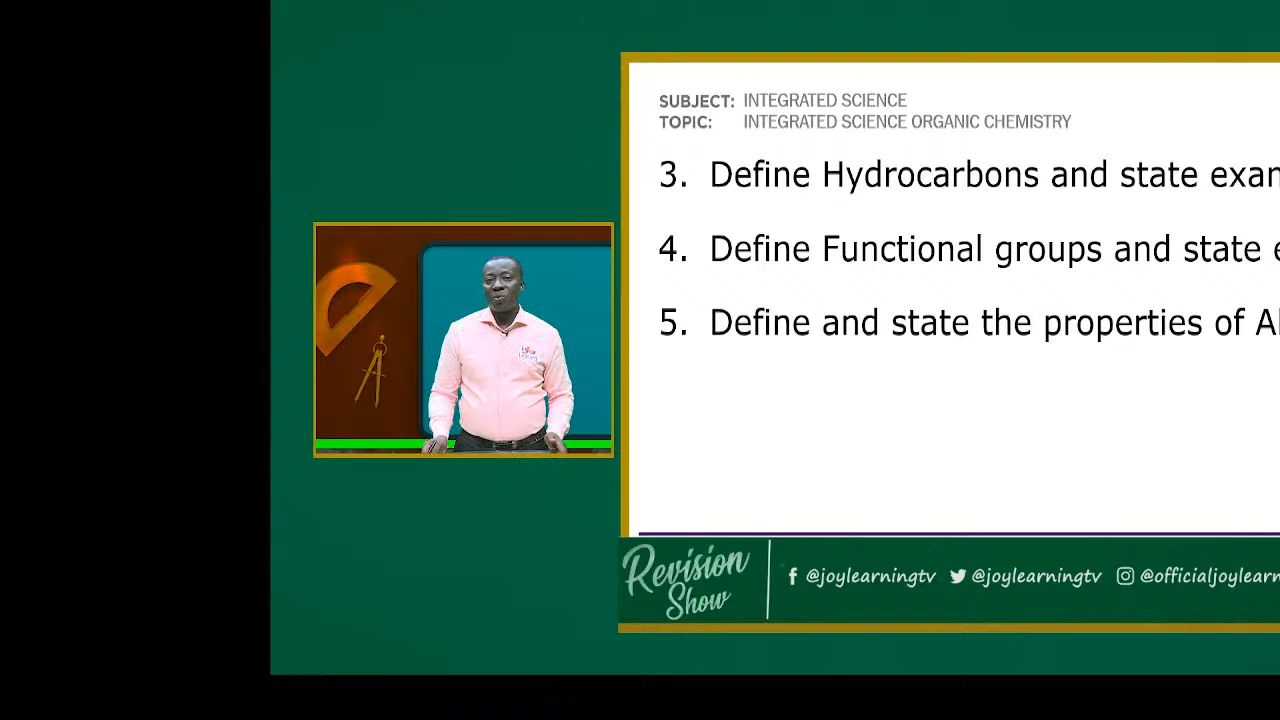 SUBJECT: INTEGRATED SCIENCE
TOPIC: INTEGRATED SCIENCE ORGANIC CHEMISTRY
3. Define Hydrocarbons and state exam
4. Define Functional groups and state e
5. Define and state the properties of Al
Revision Show
@joylearningtv @joylearningtv @officialjoylearn